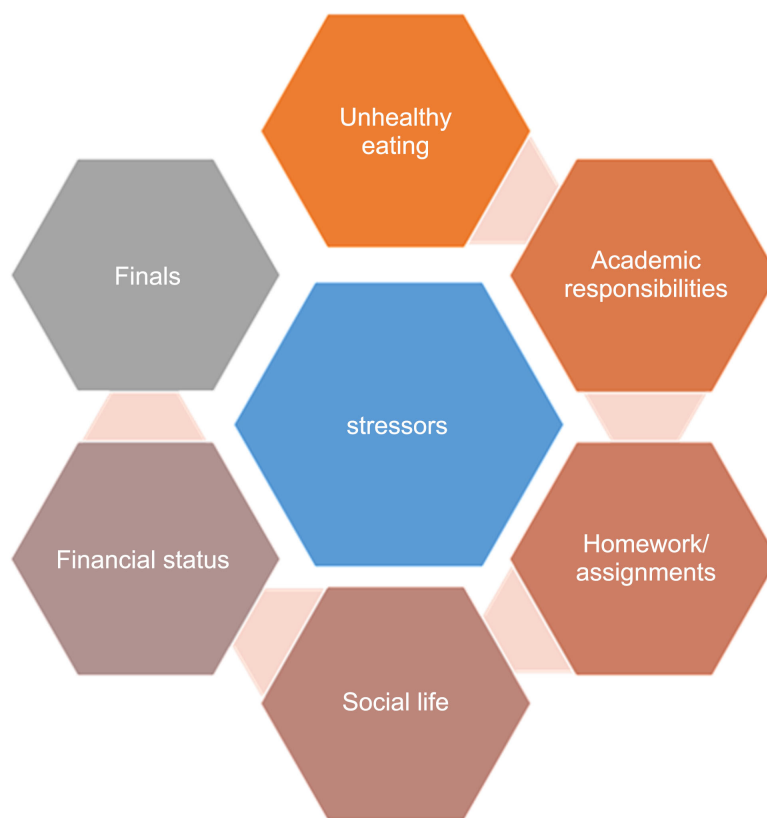 Unhealthy
eating
Academic
responsibilities
Homework/
assignments
Social life
Financial status
Finals
stressors